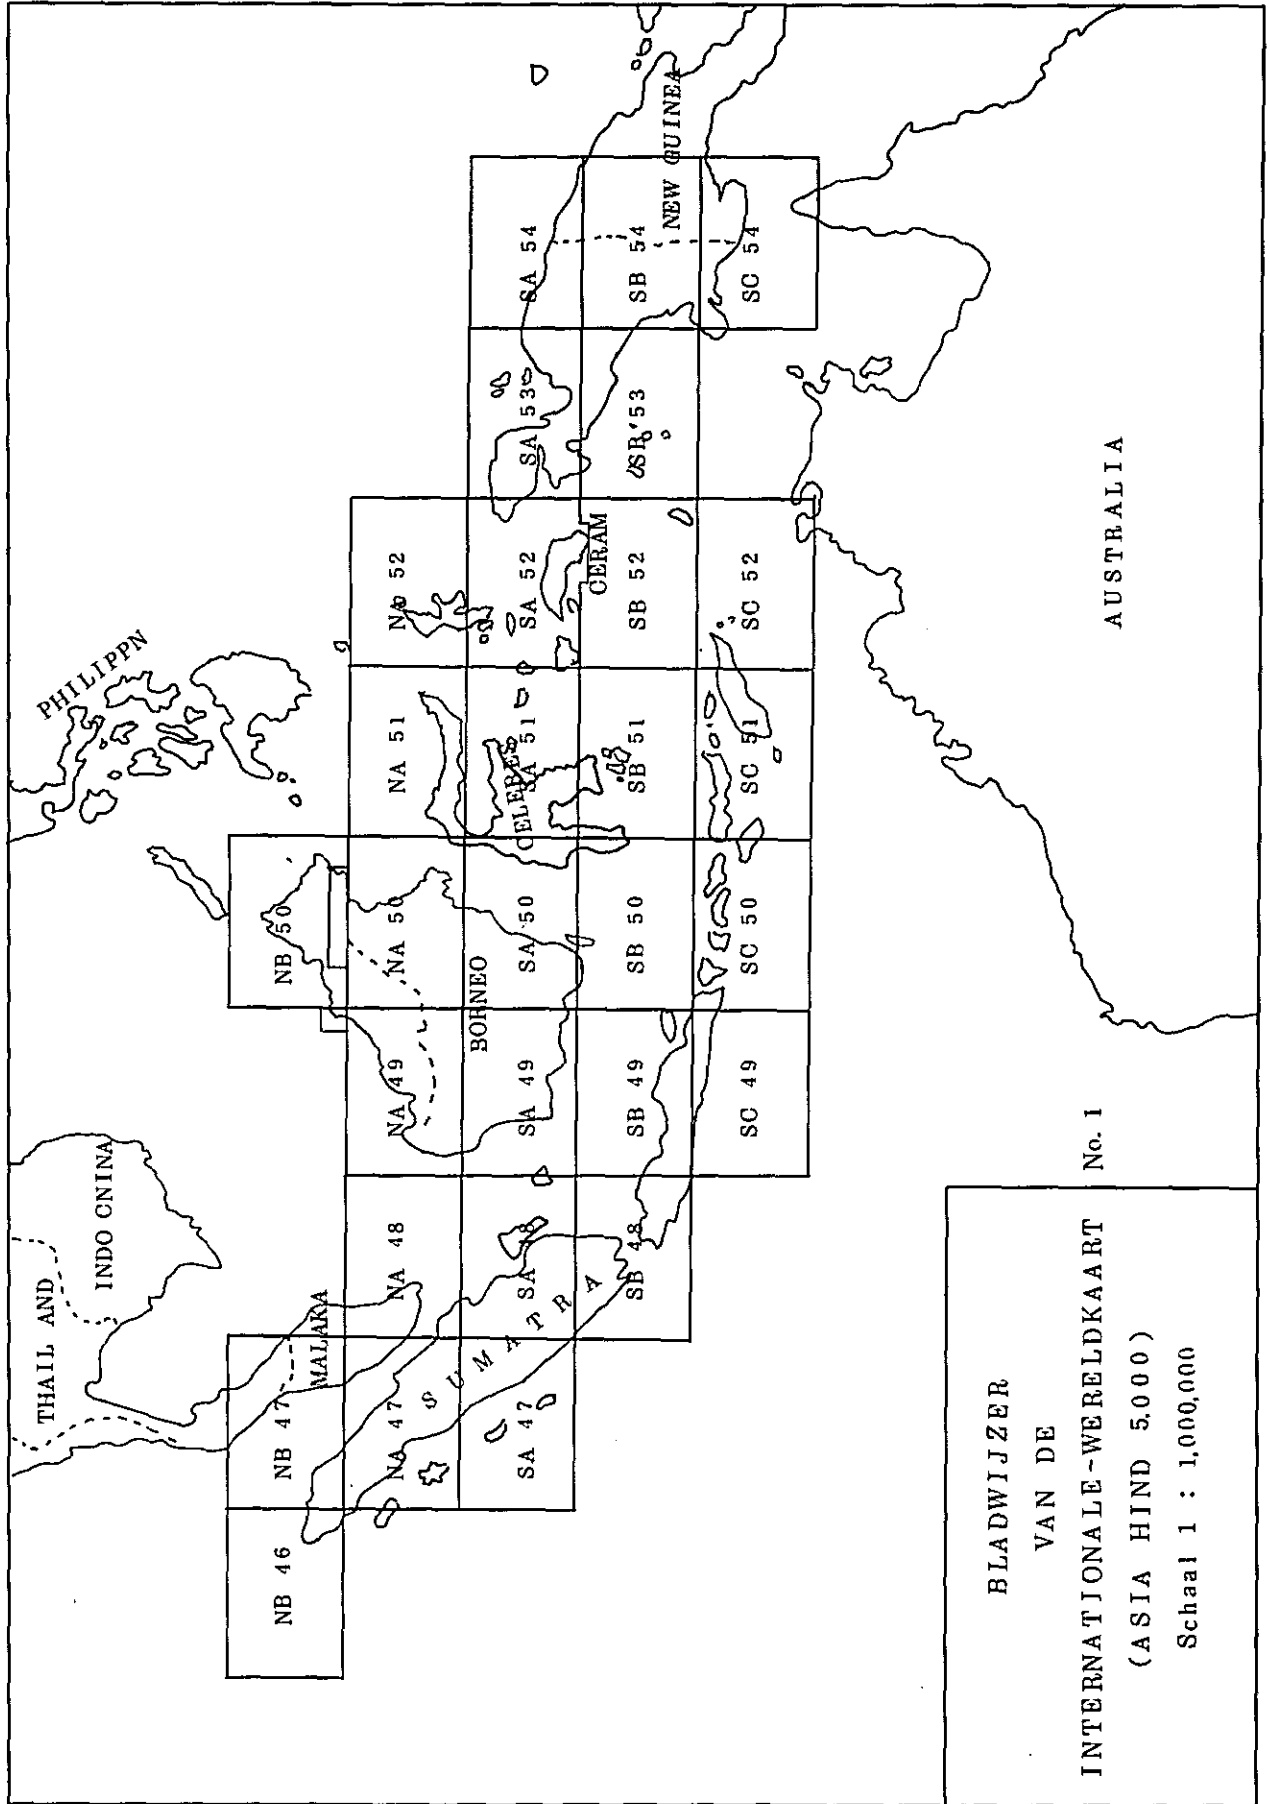 THAIL AND
INDO CNINA
PHILIPPN
MALAKA
NB 46
NB 47
NB 50
NA 47
NA 48
NA 49
NA 50
NA 51
NA 52
BORNEO
SUMATRA
CELEBES
SA 47
SA 48
SA 49
SA 50
SA 51
SA 52
SA 53
SA 54
CERAM
SB 48
SB 49
SB 50
SB 51
SB 52
SB 53
SB 54
NEW GUINEA
SC 49
SC 50
SC 51
SC 52
SC 54
AUSTRALIA
No. 1
BLADWIJZER
VAN DE
INTERNATJONALE-WERELDKAART
(ASIA HIND 5,000)
Schaal 1 : 1,000,000